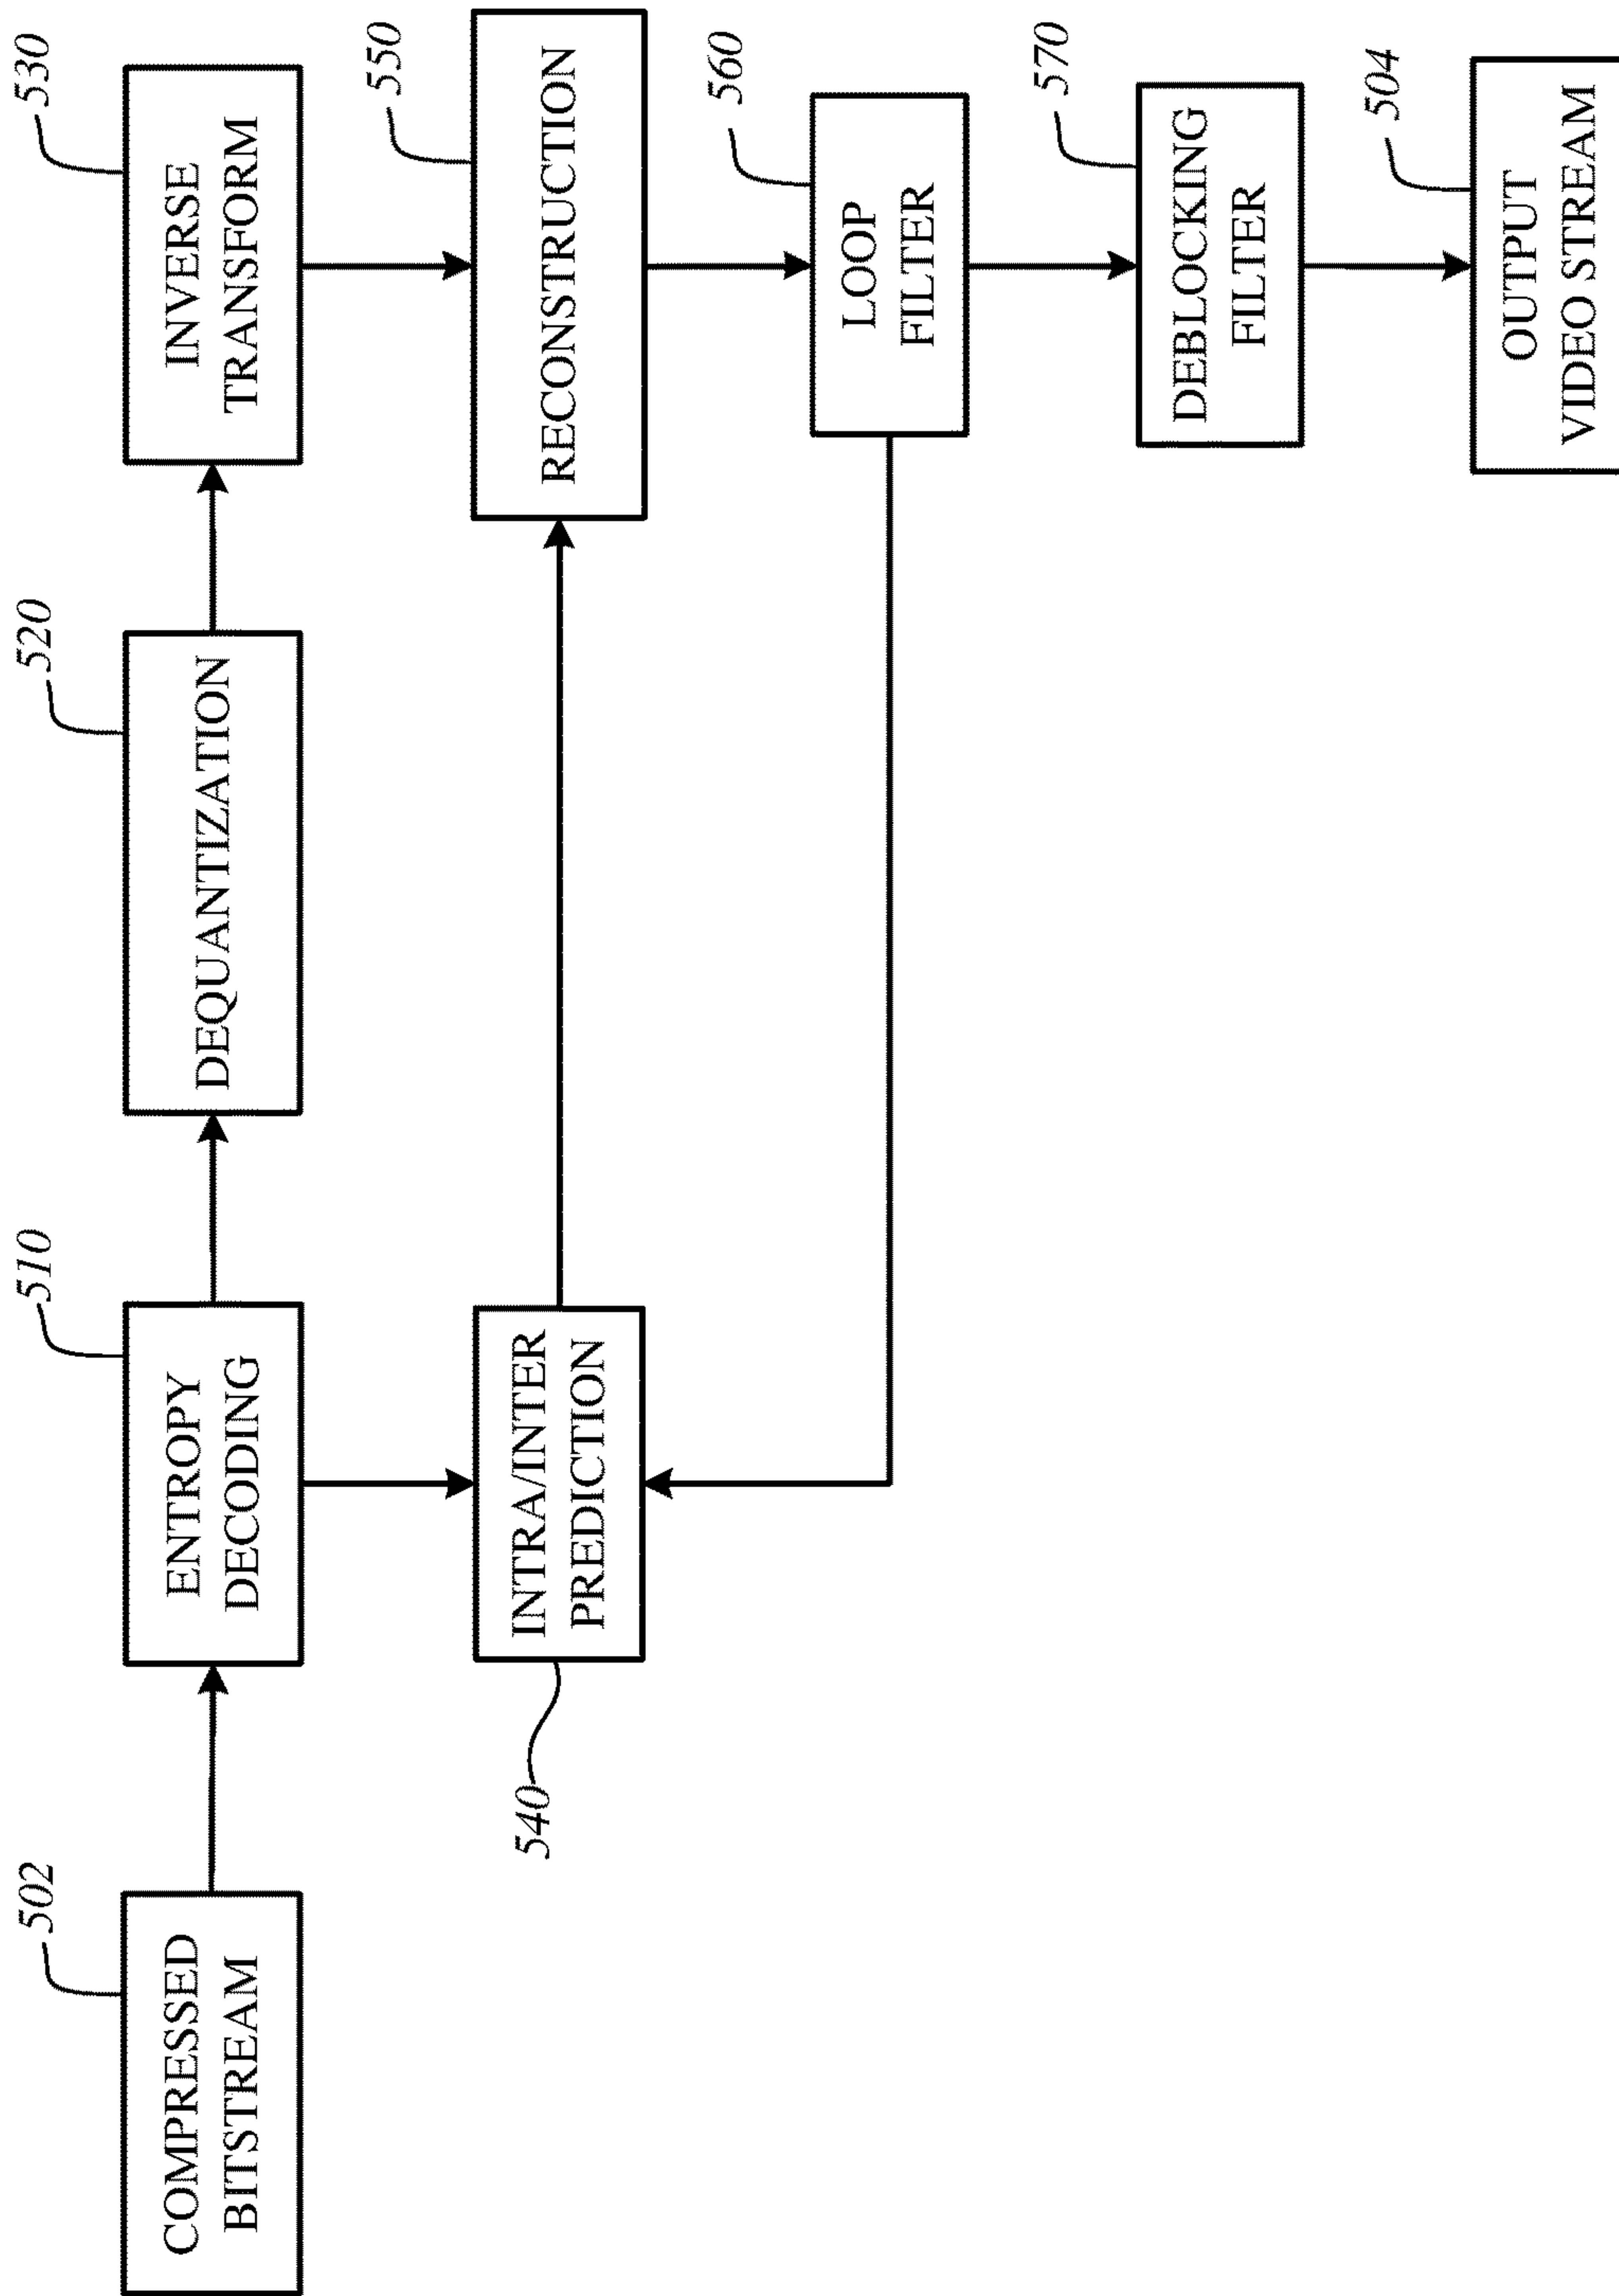 502
COMPRESSED
BITSTREAM
510
ENTROPY
DECODING
520
DEQUANTIZATION
530
INVERSE
TRANSFORM
540
INTRA/INTER
PREDICTION
550
RECONSTRUCTION
560
LOOP
FILTER
570
DEBLOCKING
FILTER
504
OUTPUT
VIDEO STREAM